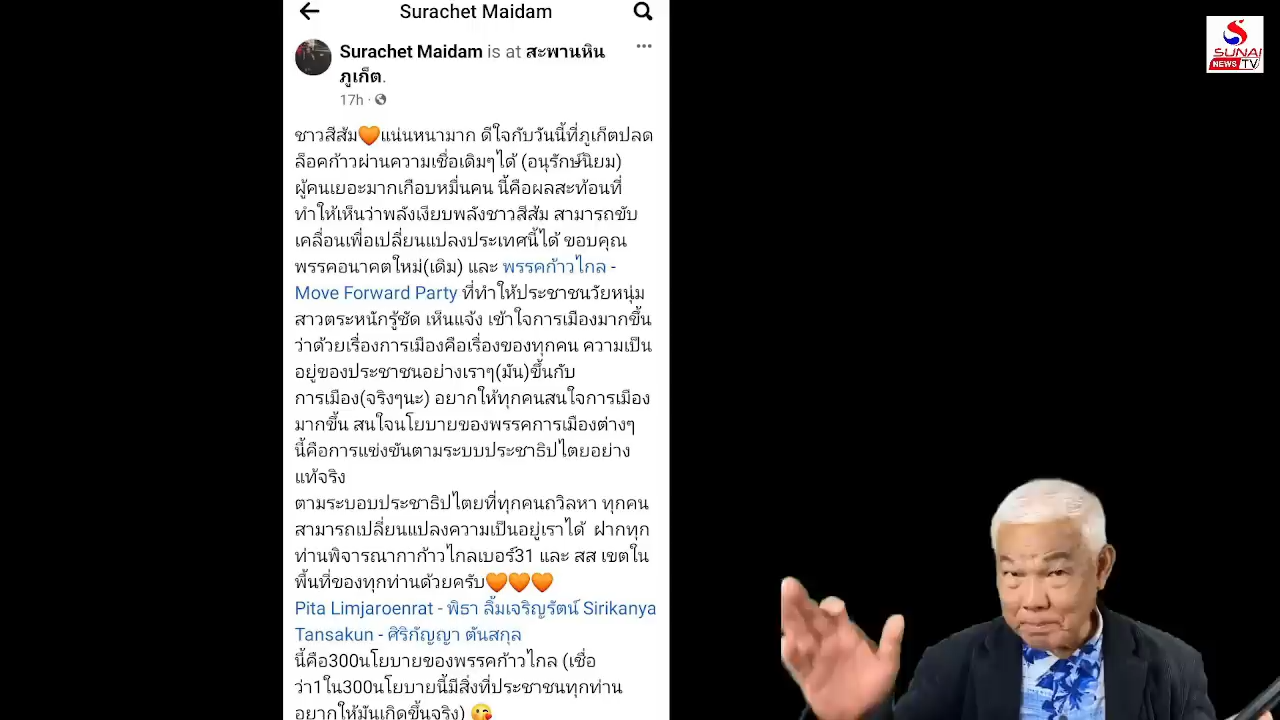 Surachet Maidam
Surachet Maidam is at สะพานหิน
ภูเก็ต.
17h ·
ชาวสีส้ม🧡แน่นหนามาก ดีใจกับวันนี้ที่ภูเก็ตปลด
ล็อคก้าวผ่านความเชื่อเดิมๆได้ (อนุรักษ์นิยม)
ผู้คนเยอะมากเกือบหมื่นคน นี้คือผลสะท้อนที่
ทำให้เห็นว่าพลังเงียบพลังชาวสีส้ม สามารถขับ
เคลื่อนเพื่อเปลี่ยนแปลงประเทศนี้ได้ ขอบคุณ
พรรคอนาคตใหม่(เดิม) และ พรรคก้าวไกล -
Move Forward Party ที่ทำให้ประชาชนวัยหนุ่ม
สาวตระหนักรู้ชัด เห็นแจ้ง เข้าใจการเมืองมากขึ้น
ว่าด้วยเรื่องการเมืองคือเรื่องของทุกคน ความเป็น
อยู่ของประชาชนอย่างเราๆ(มัน)ขึ้นกับ
การเมือง(จริงๆนะ) อยากให้ทุกคนสนใจการเมือง
มากขึ้น สนใจนโยบายของพรรคการเมืองต่างๆ
นี้คือการแข่งขันตามระบบประชาธิปไตยอย่าง
แท้จริง
ตามระบอบประชาธิปไตยที่ทุกคนถวิลหา ทุกคน
สามารถเปลี่ยนแปลงความเป็นอยู่เราได้ ฝากทุก
ท่านพิจารณากาก้าวไกลเบอร์31 และ สส เขตใน
พื้นที่ของทุกท่านด้วยครับ🧡🧡🧡
Pita Limjaroenrat - พิธา ลิ้มเจริญรัตน์ Sirikanya
Tansakun - ศิริกัญญา ตันสกุล
นี้คือ300นโยบายของพรรคก้าวไกล (เชื่อ
ว่า1ใน300นโยบายนี้มีสิ่งที่ประชาชนทุกท่าน
อยากให้มันเกิดขึ้นจริง) 😘
SUNAI
NEWS TV